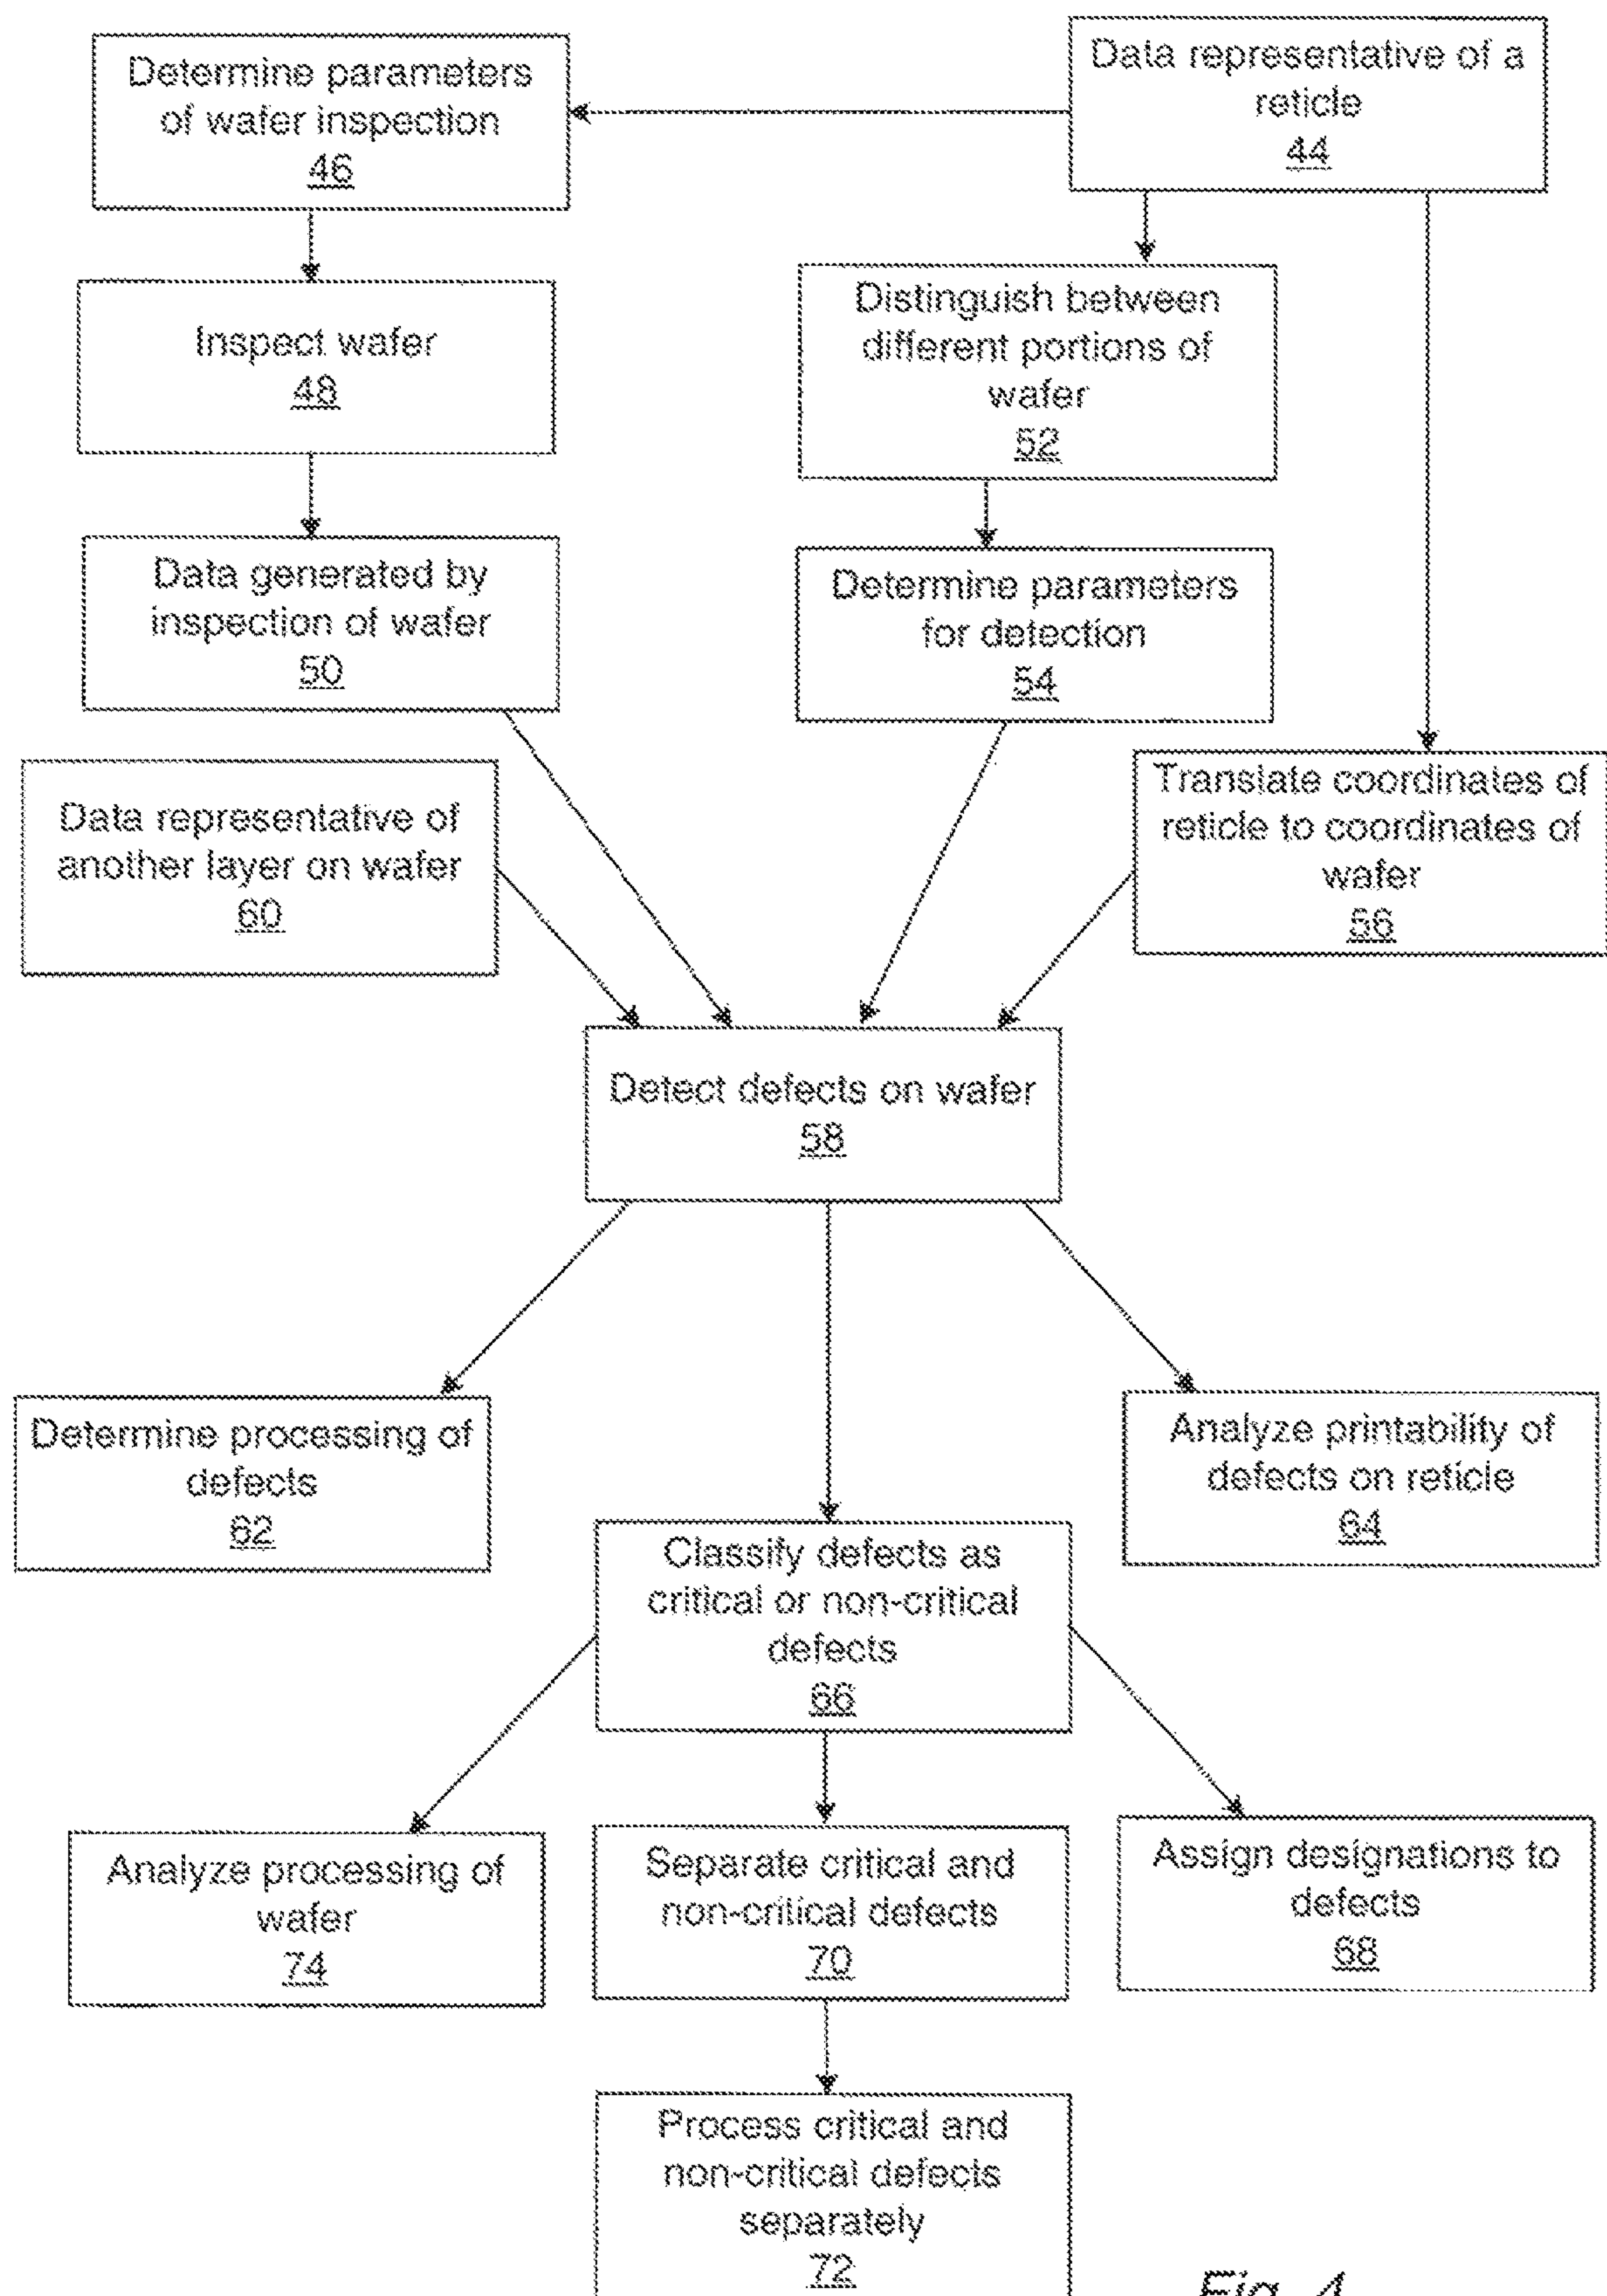 Determine parameters
of wafer inspection
46
Data representative of a
reticle
44
Inspect wafer
48
Distinguish between
different portions of
wafer
52
Data generated by
inspection of wafer
50
Determine parameters
for detection
54
Data representative of
another layer on wafer
60
Translate coordinates of
reticle to coordinates of
wafer
56
Detect defects on wafer
58
Determine processing of
defects
62
Analyze printability of
defects on reticle
64
Classify defects as
critical or non-critical
defects
66
Analyze processing of
wafer
74
Separate critical and
non-critical defects
70
Assign designations to
defects
68
Process critical and
non-critical defects
separately
72
Fig. 4